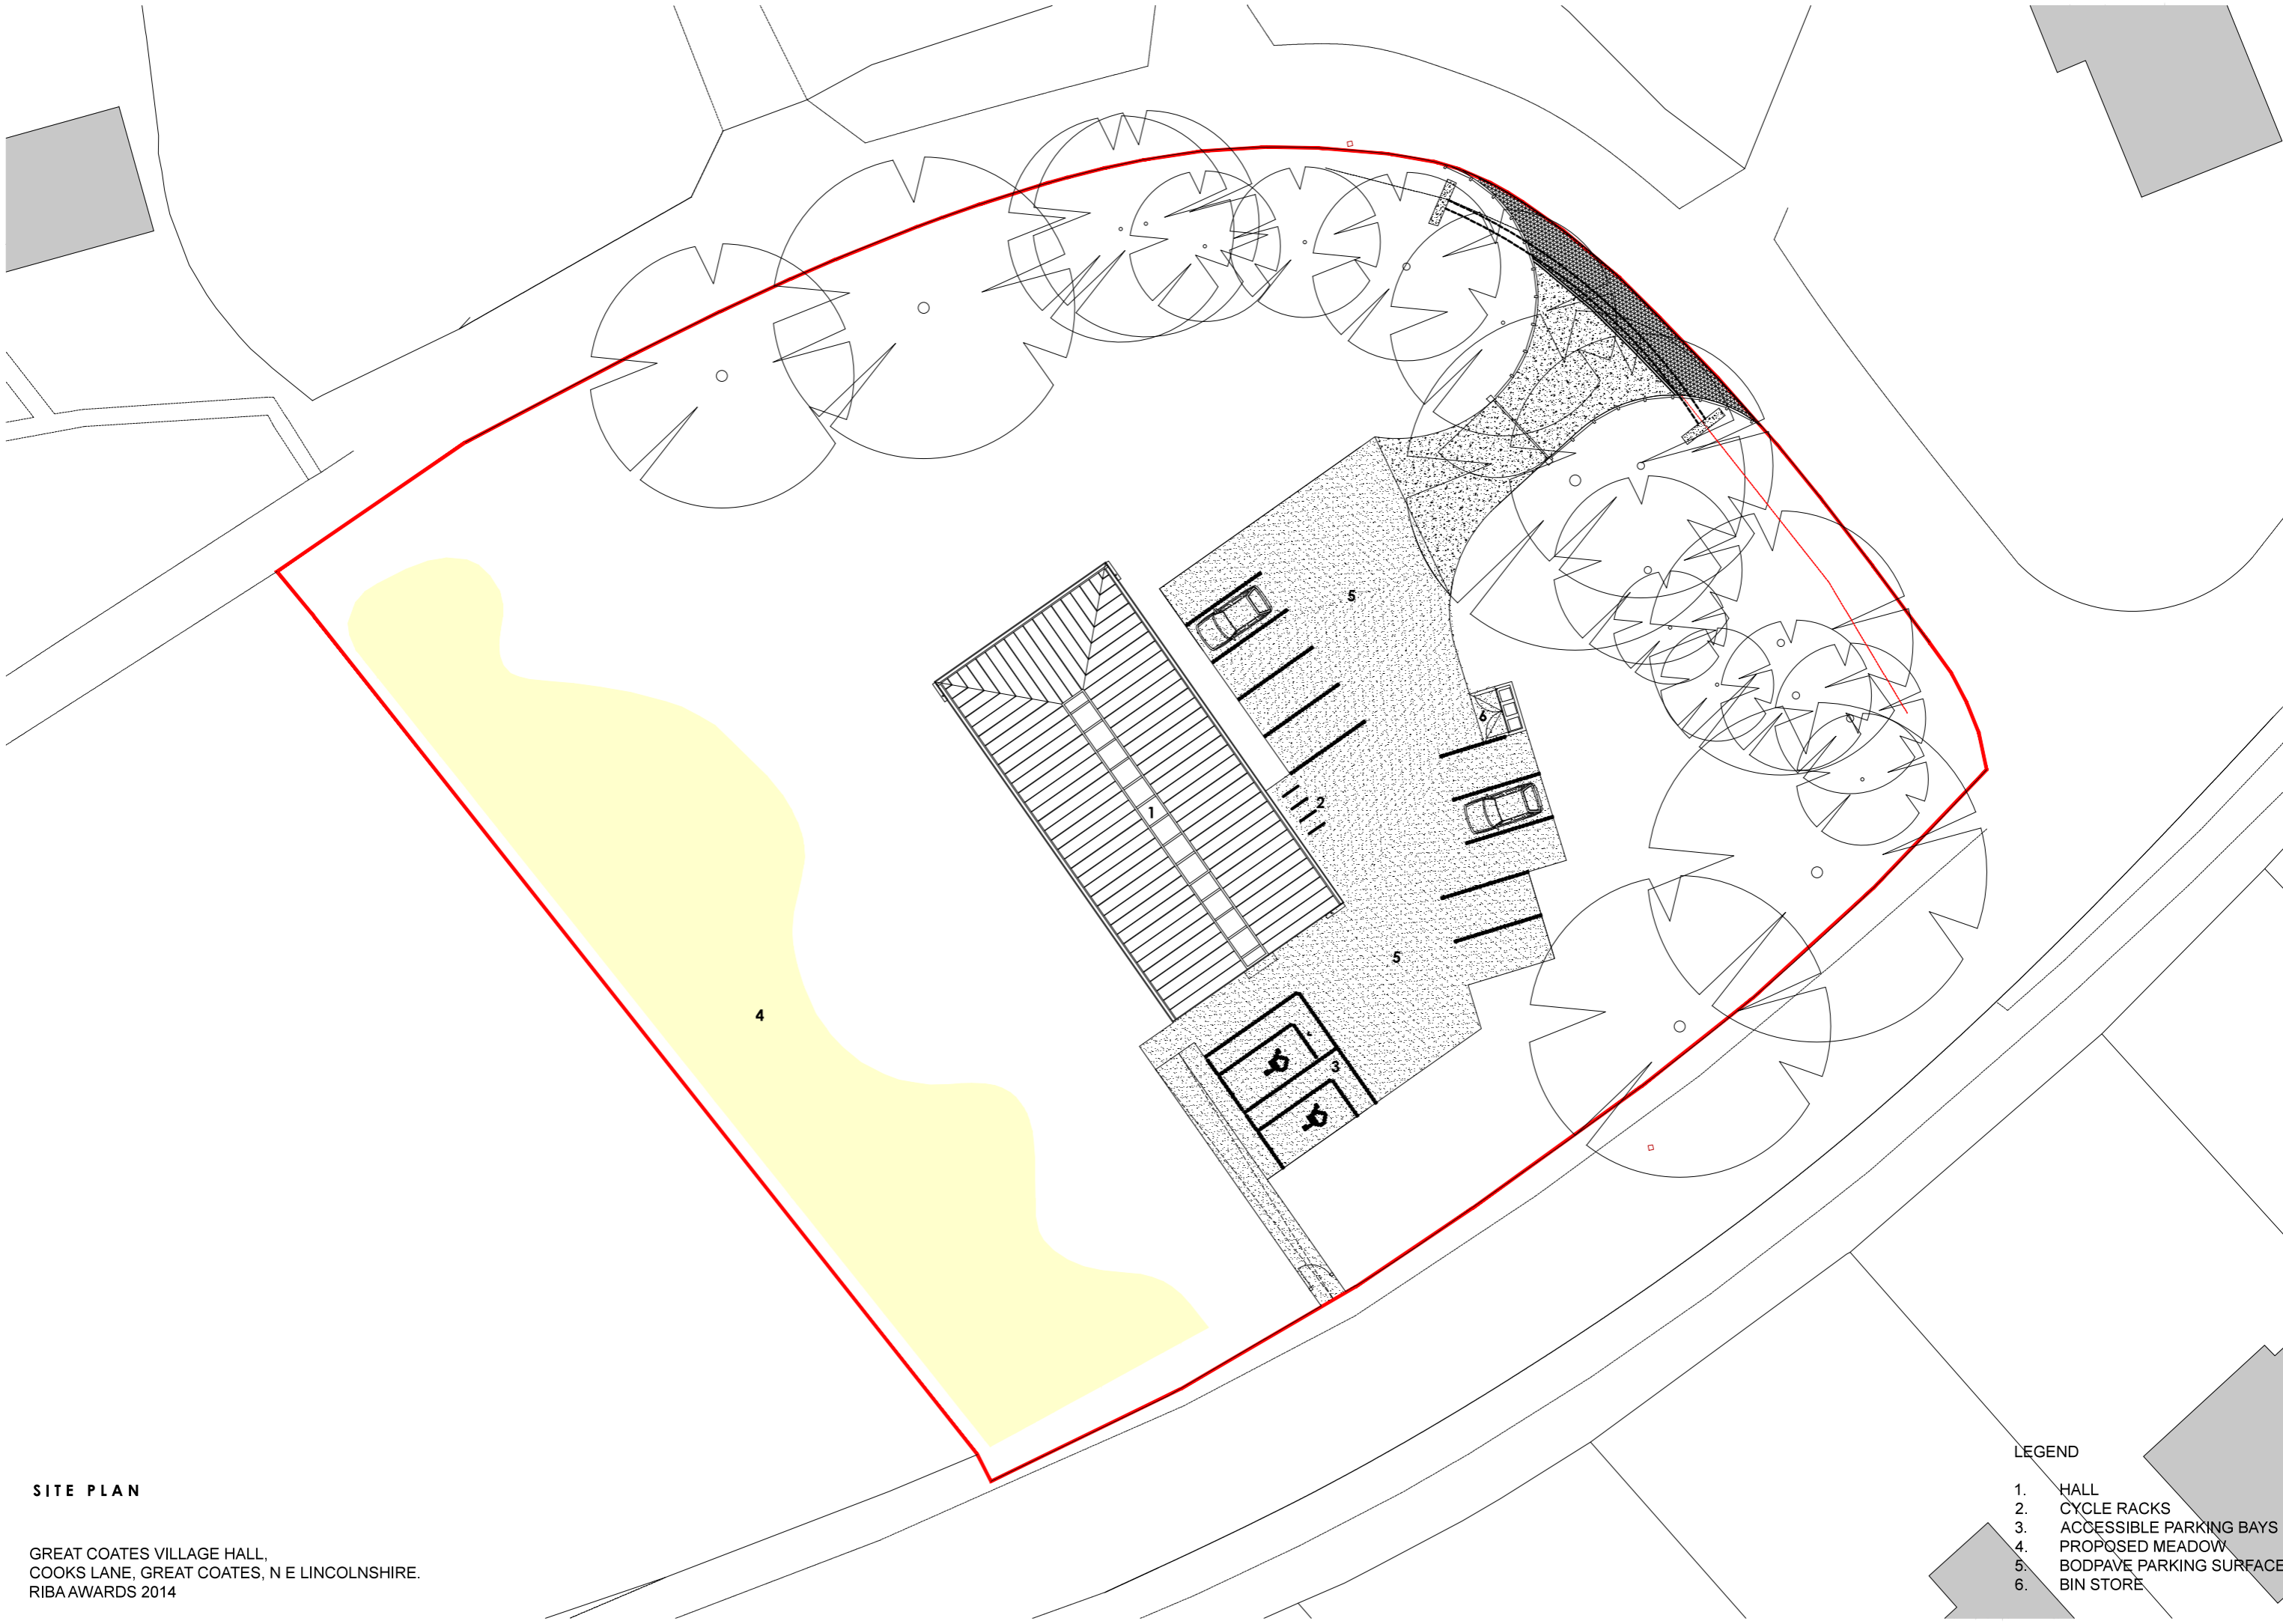 5
6
2
1
5
3
4
SITE PLAN
GREAT COATES VILLAGE HALL,
COOKS LANE, GREAT COATES, N E LINCOLNSHIRE.
RIBA AWARDS 2014
LEGEND
1. HALL
2. CYCLE RACKS
3. ACCESSIBLE PARKING BAYS
4. PROPOSED MEADOW
5. BODPAVE PARKING SURFACE
6. BIN STORE